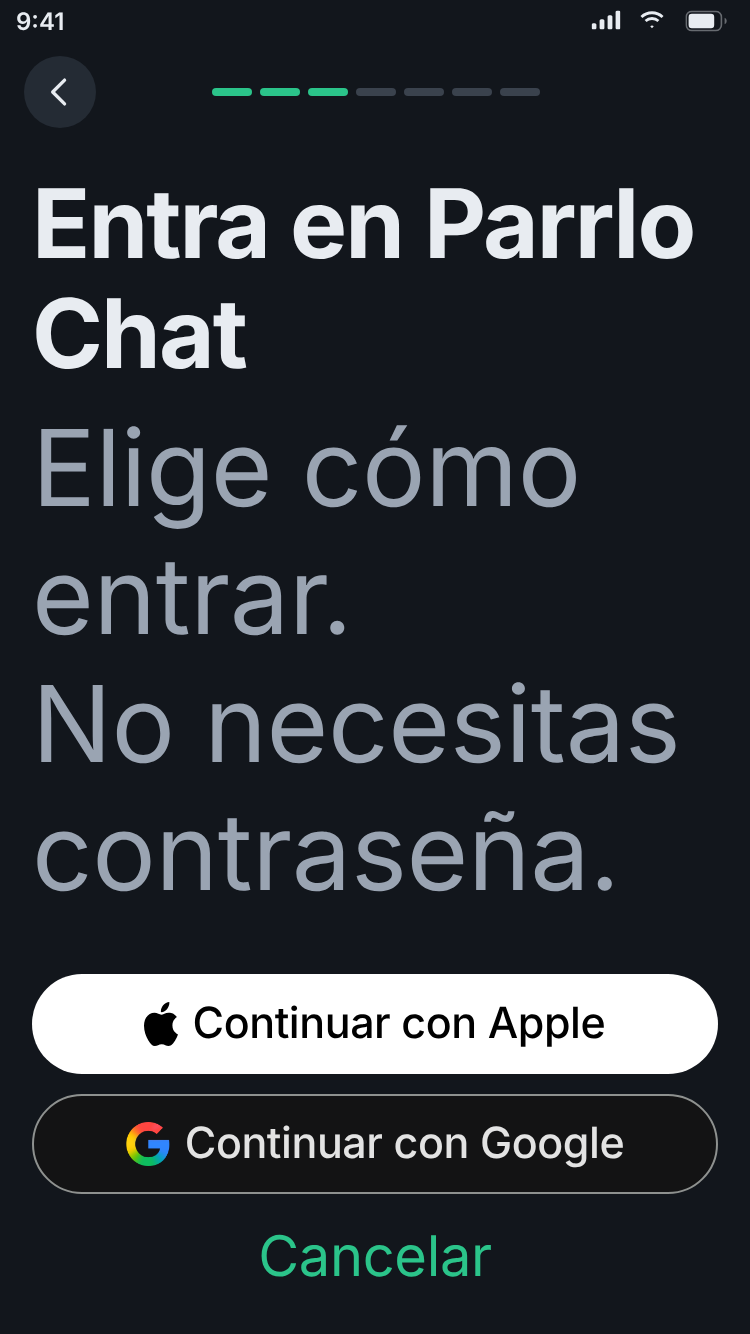 9:41
Entra en Parrlo
Chat
Elige cómo
entrar.
No necesitas
contraseña.
Continuar con Apple
Continuar con Google
Cancelar